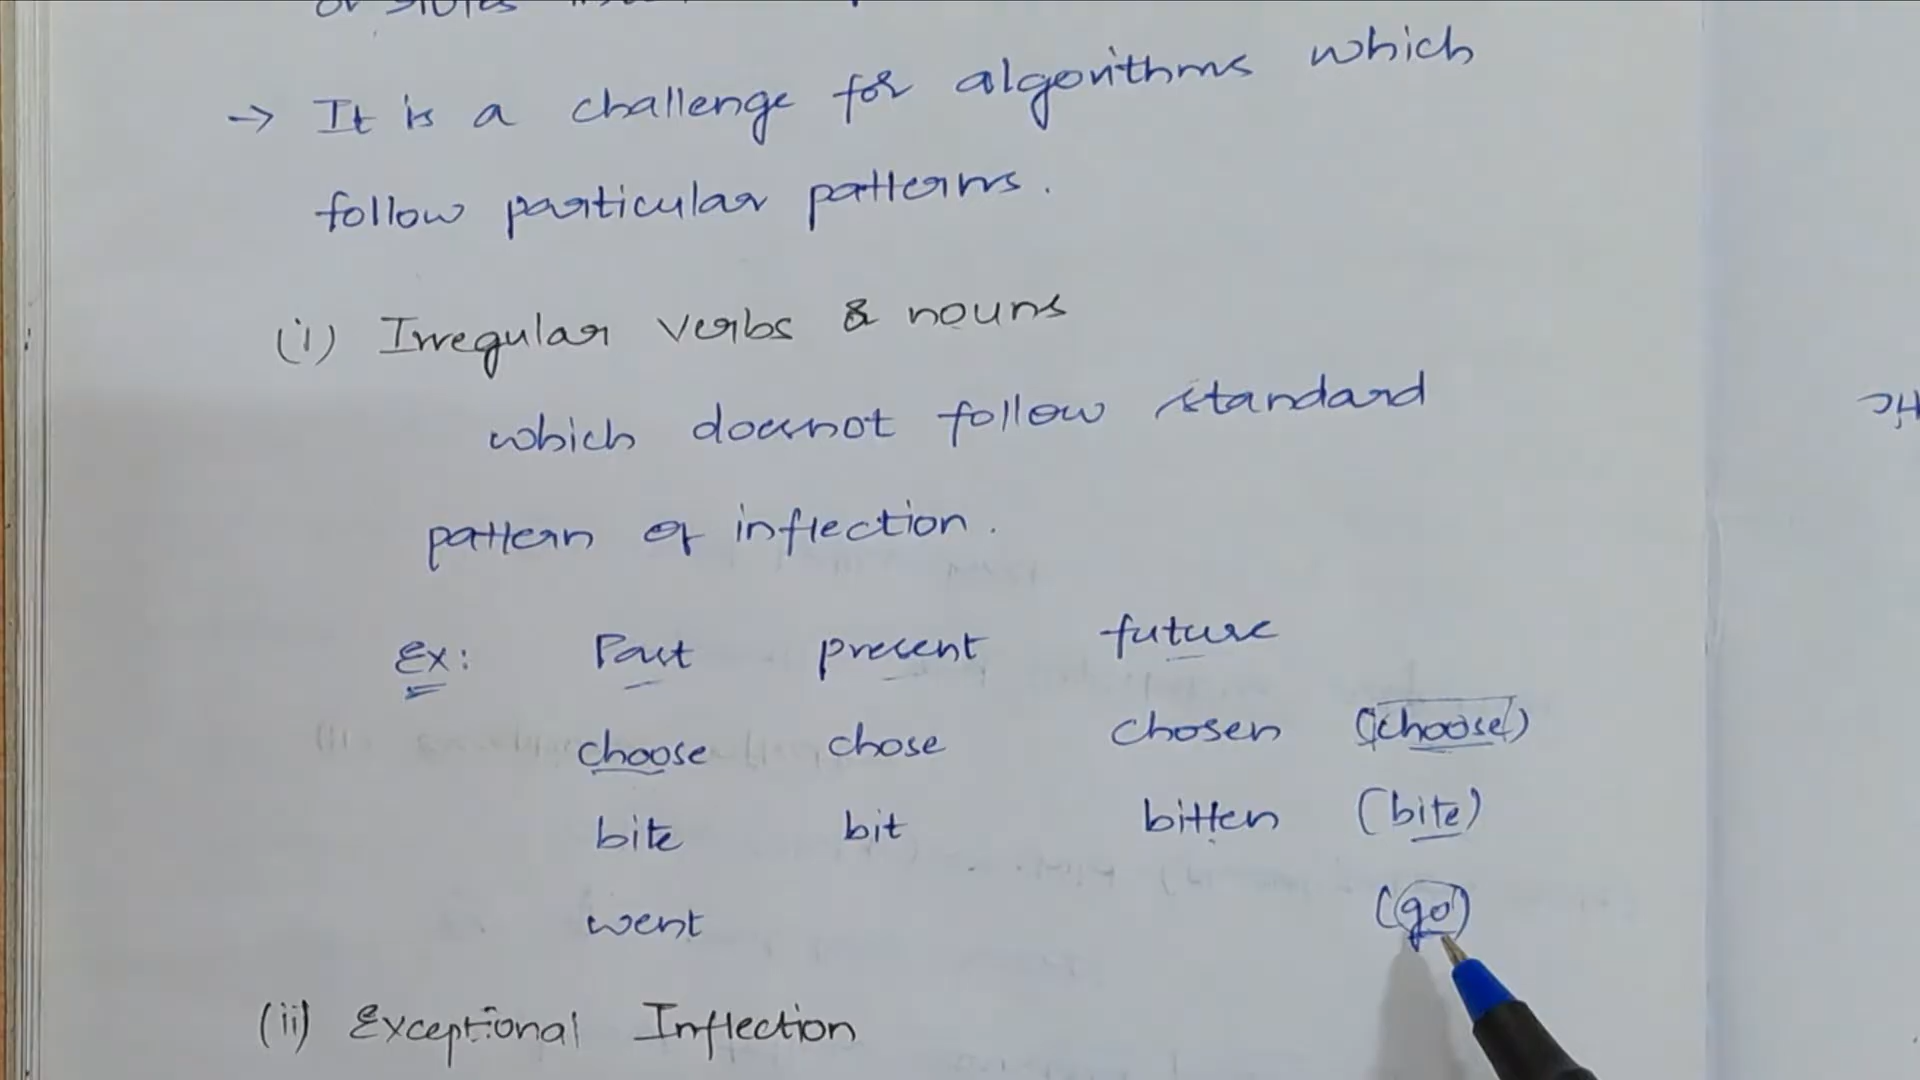 → It is a challenge for algorithms which
follow particular patterns.
(i) Irregular verbs & nouns
which doesnot follow standard
pattern of inflection.
Ex: Past present future
choose chose chosen (choose)
bite bit bitten (bite)
went (go)
(ii) Exceptional Inflection